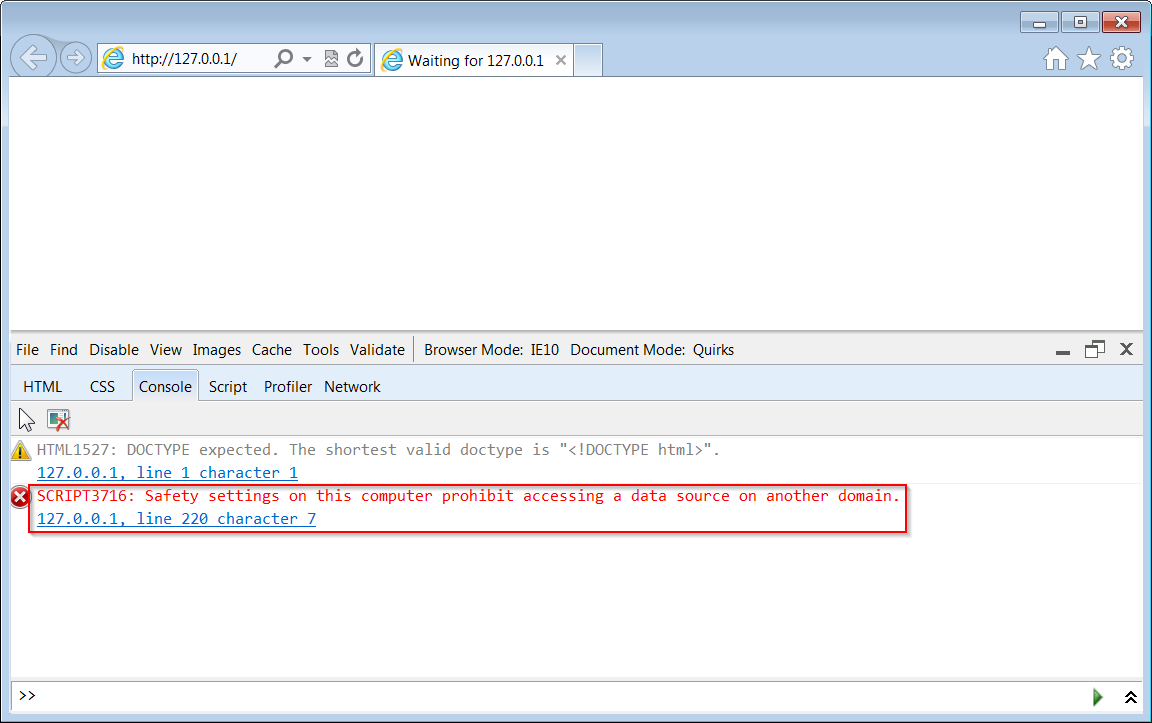 http://127.0.0.1/
Waiting for 127.0.0.1
File Find Disable View Images Cache Tools Validate Browser Mode: IE10 Document Mode: Quirks
HTML CSS Console Script Profiler Network
HTML1527: DOCTYPE expected. The shortest valid doctype is "<!DOCTYPE html>".
127.0.0.1, line 1 character 1
SCRIPT3716: Safety settings on this computer prohibit accessing a data source on another domain.
127.0.0.1, line 220 character 7
>>